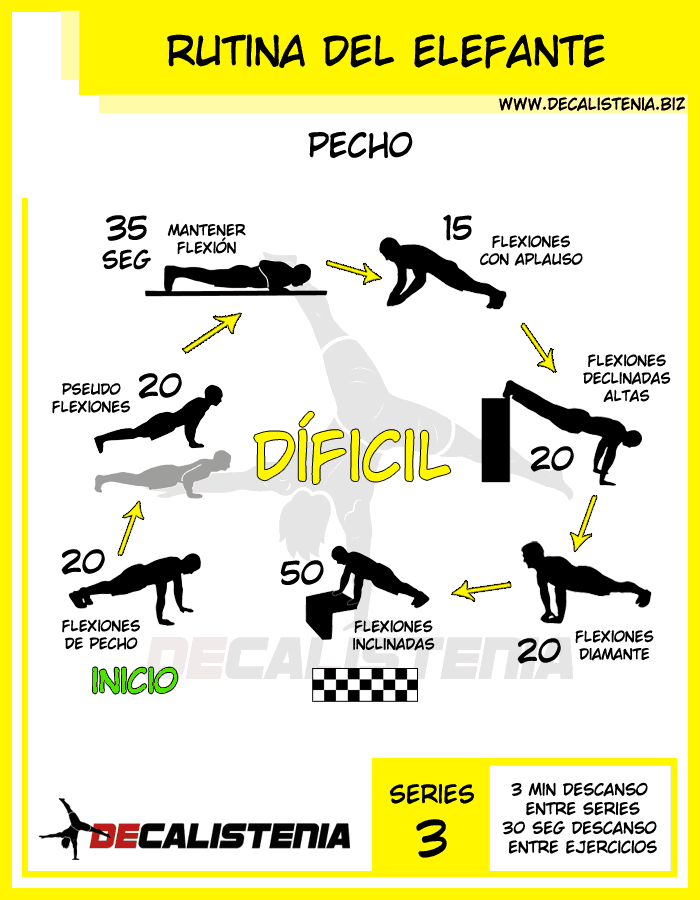 RUTINA DEL ELEFANTE
WWW.DECALISTENIA.BIZ
PECHO
35
SEG
MANTENER
FLEXIÓN
15
FLEXIONES
CON APLAUSO
FLEXIONES
DECLINADAS
ALTAS
20
PSEUDO
FLEXIONES
20
DÍFICIL
20
FLEXIONES
DE PECHO
INICIO
50
FLEXIONES
INCLINADAS
20
FLEXIONES
DIAMANTE
DECALISTENIA
DECALISTENIA
SERIES
3
3 MIN DESCANSO
ENTRE SERIES
30 SEG DESCANSO
ENTRE EJERCICIOS